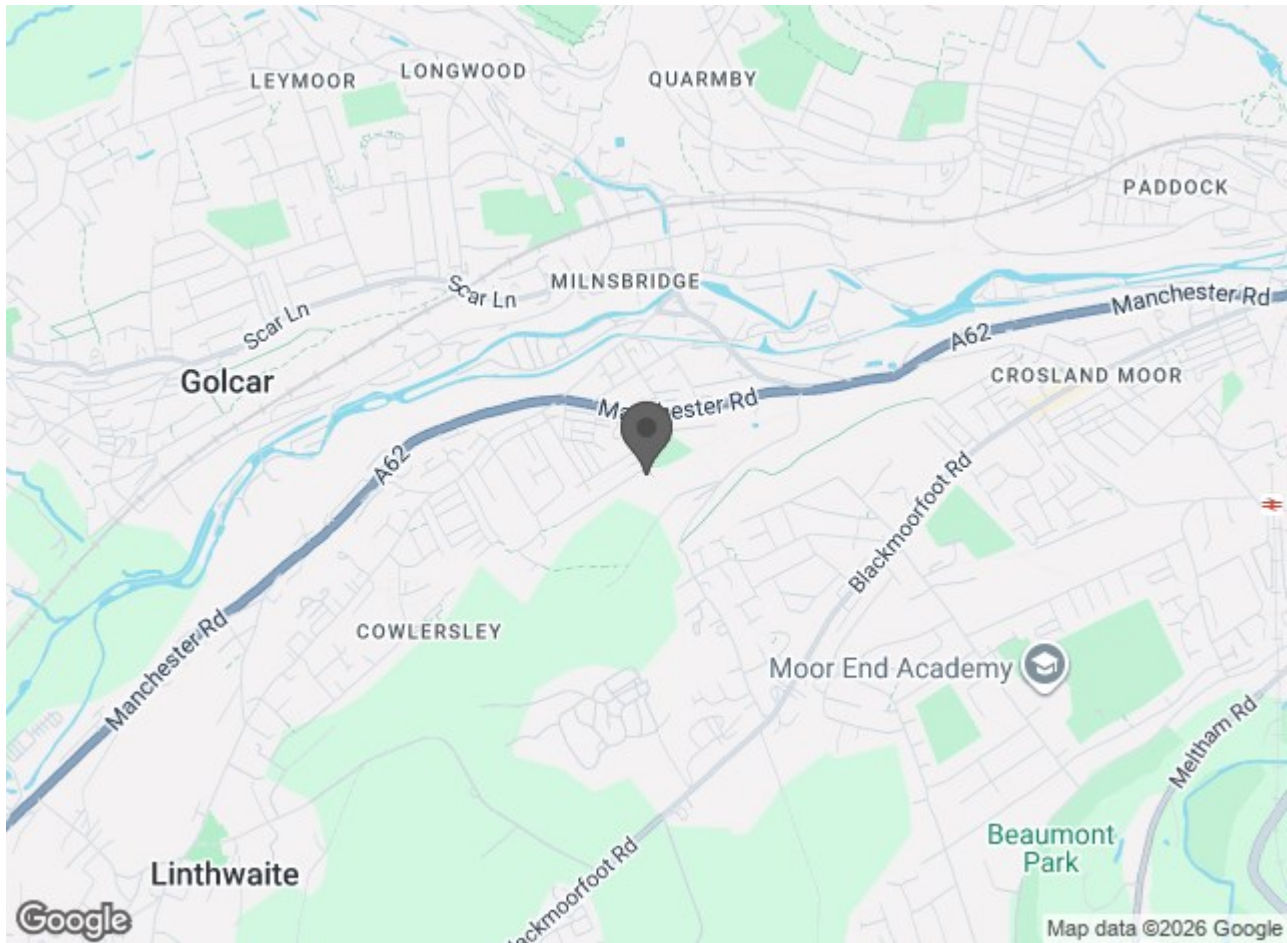 LEYMOOR
LONGWOOD
QUARMBY
PADDOCK
Scar Ln
MILNSBRIDGE
Scar Ln
Manchester Rd
A62
Golcar
CROSLAND MOOR
Manchester Rd
A62
Blackmoorfoot Rd
COWLERSLEY
Manchester Rd
Moor End Academy
Meltham Rd
Beaumont
Park
Linthwaite
Blackmoorfoot Rd
Google
Map data ©2026 Google